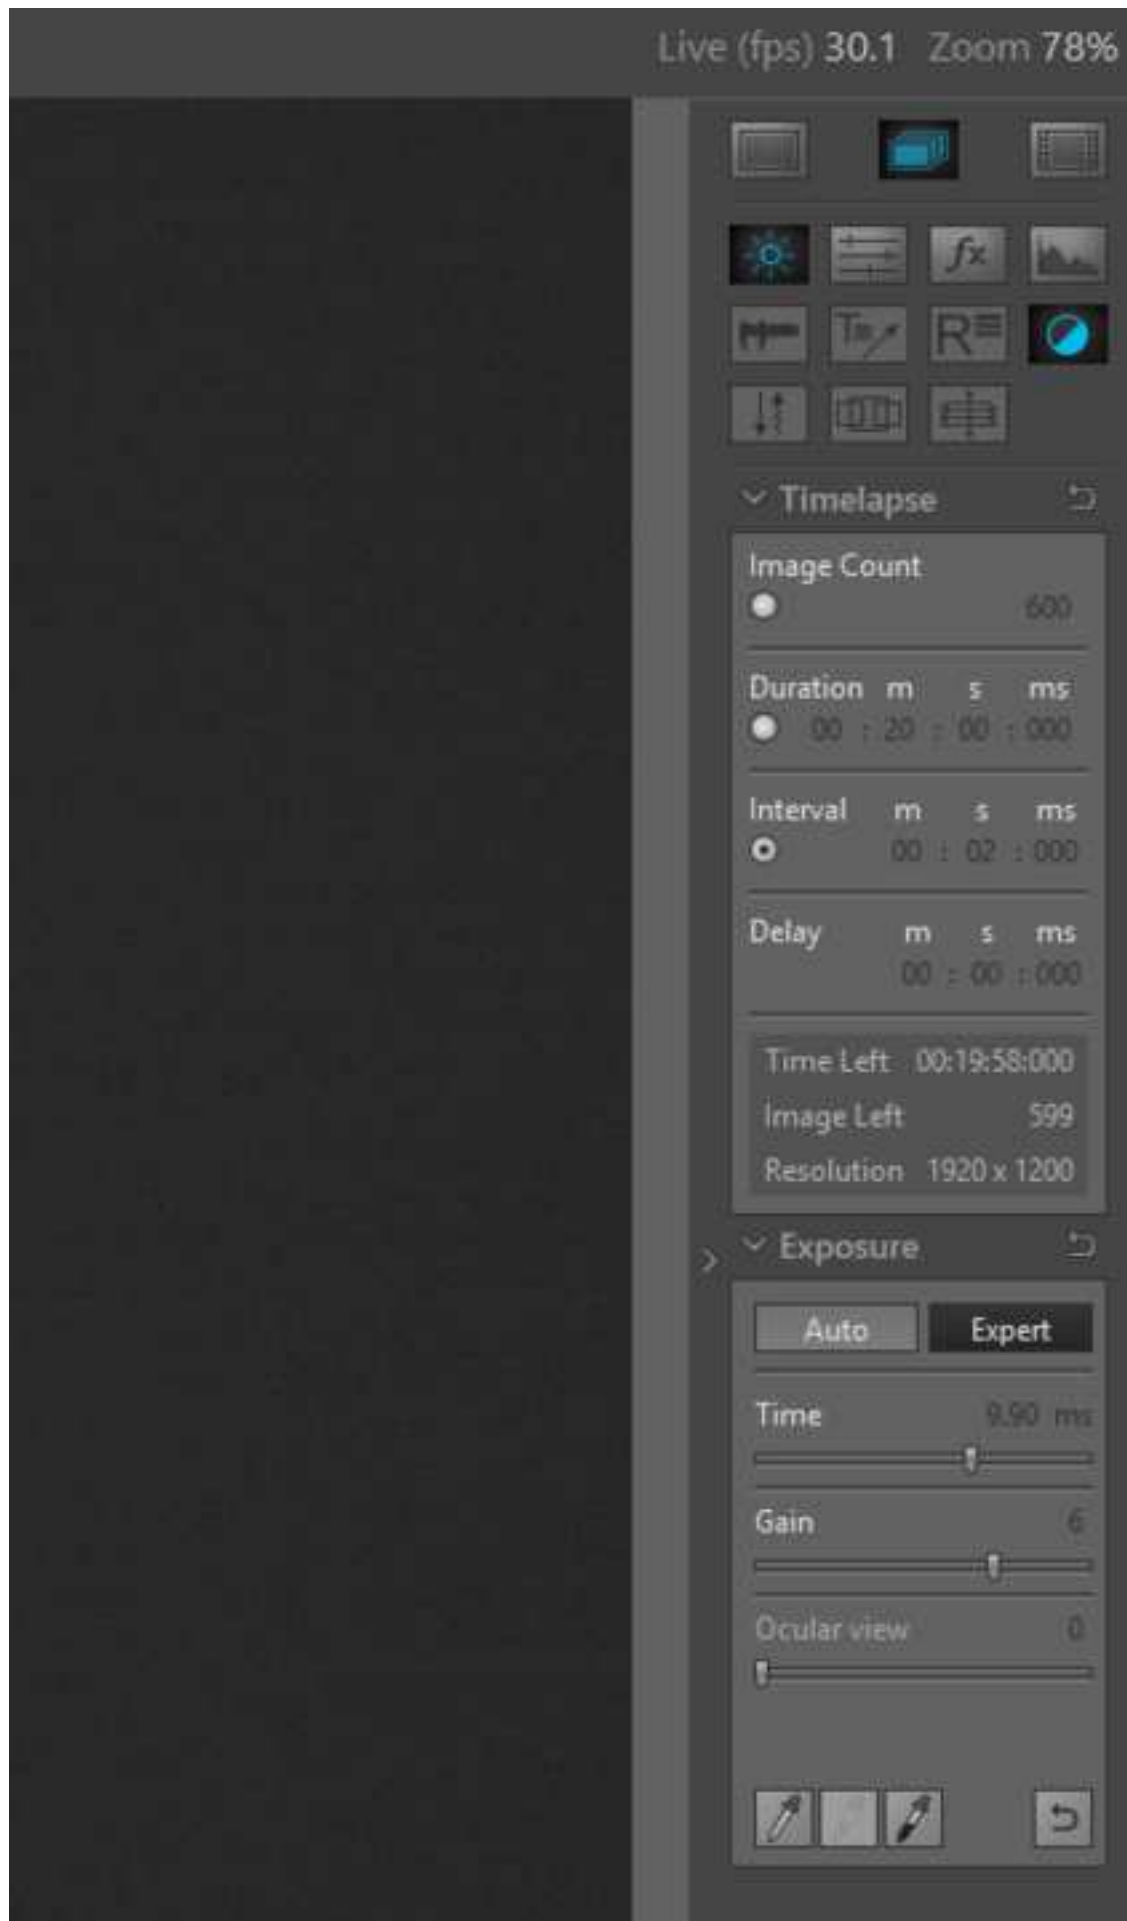 Live (fps) 30.1 Zoom 78%
fx
R
Timelapse
Image Count
600
Duration m s ms
00 : 20 : 00 : 000
Interval m s ms
00 : 02 : 000
Delay m s ms
00 : 00 : 000
Time Left 00:19:58:000
Image Left 599
Resolution 1920 x 1200
Exposure
Auto Expert
Time 9.90 ms
Gain 6
Ocular view 0